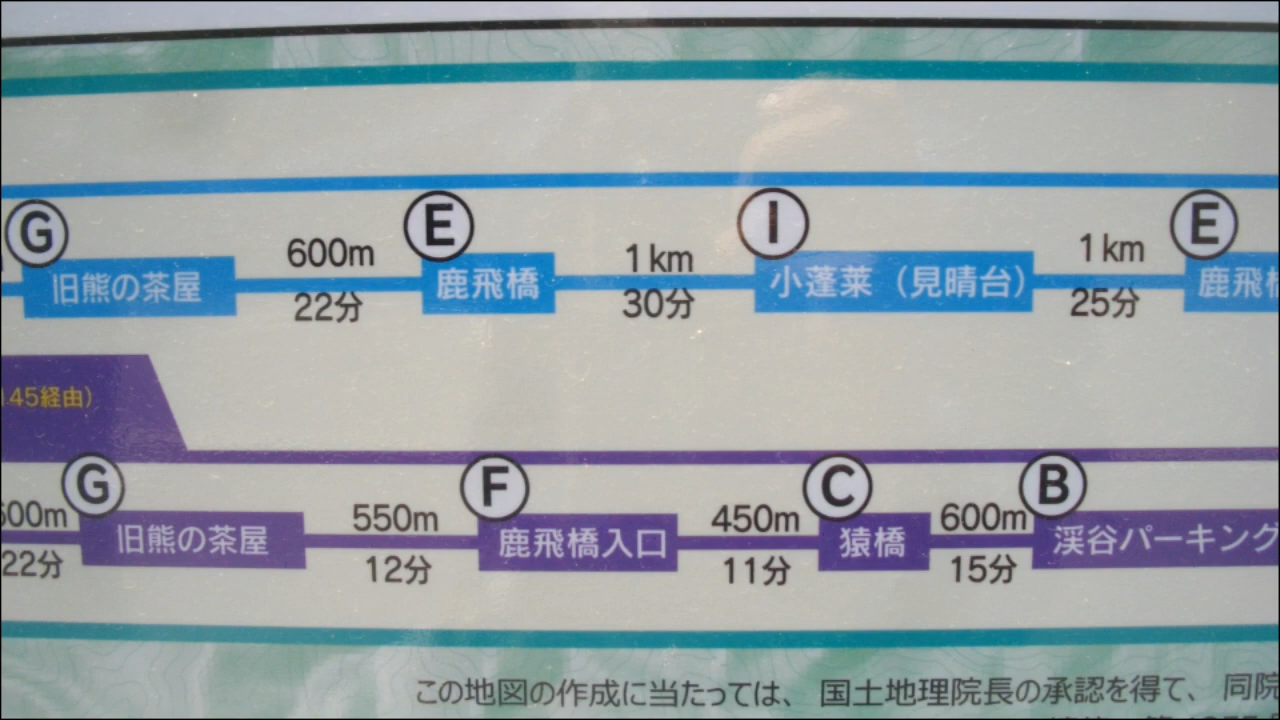 G E I E
600m 1km 1km
旧熊の茶屋 鹿飛橋 小蓬莱（見晴台） 鹿飛
22分 30分 25分
145経由）
G F C B
600m 550m 450m 600m
旧熊の茶屋 鹿飛橋入口 猿橋 渓谷パーキング
22分 12分 11分 15分
この地図の作成に当たっては、国土地理院長の承認を得て、同院